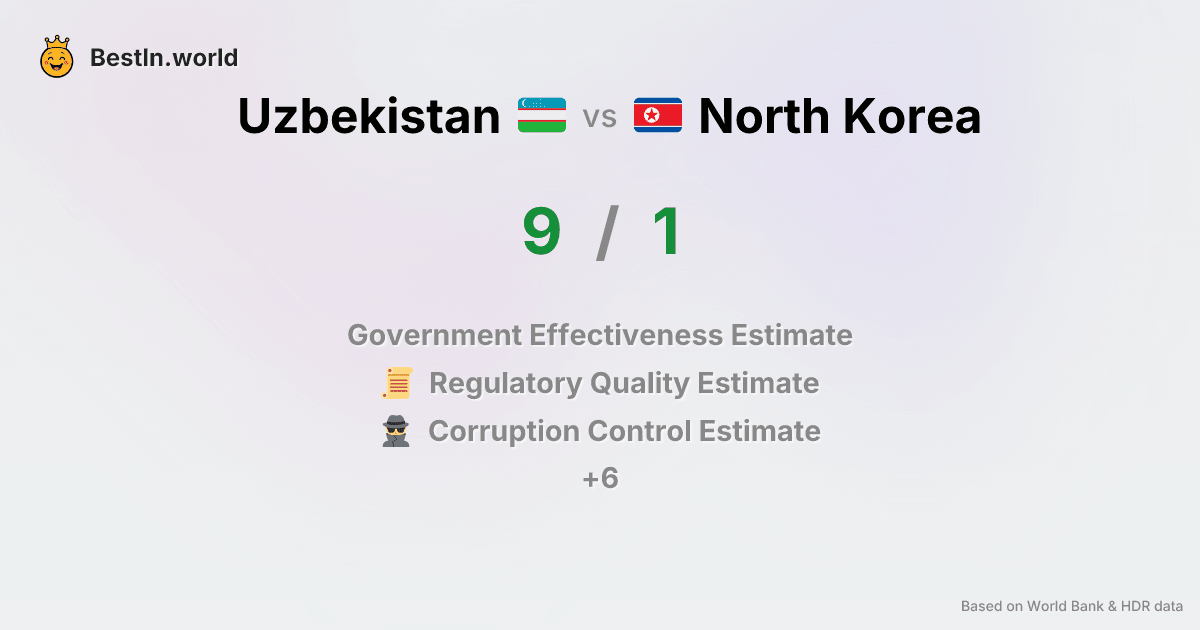 BestIn.world
Uzbekistan vs North Korea
9 / 1
Government Effectiveness Estimate
Regulatory Quality Estimate
Corruption Control Estimate
+6
Based on World Bank & HDR data